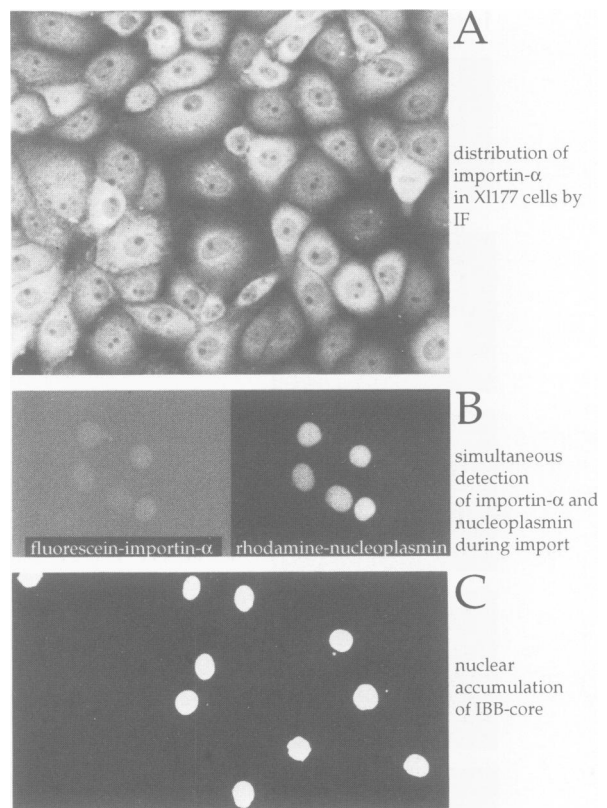 A
distribution of
importin-α
in Xl177 cells by
IF
B
simultaneous
detection
of importin-α and
nucleoplasmin
during import
fluorescein-importin-α
rhodamine-nucleoplasmin
C
nuclear
accumulation
of IBB-core